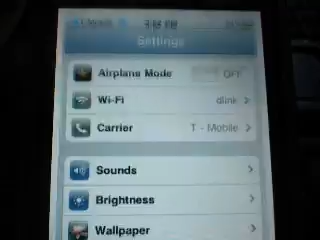 Settings
Airplane Mode OFF
Wi-Fi dlink
Carrier T - Mobile
Sounds
Brightness
Wallpaper